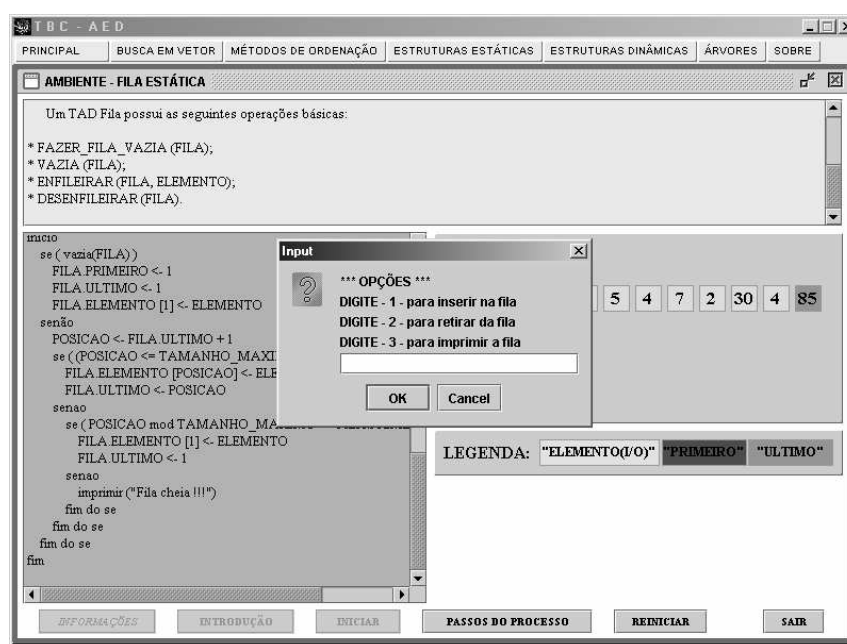 TBC - AED
PRINCIPAL BUSCA EM VETOR MÉTODOS DE ORDENAÇÃO ESTRUTURAS ESTÁTICAS ESTRUTURAS DINÂMICAS ÁRVORES SOBRE
AMBIENTE - FILA ESTÁTICA
Um TAD Fila possui as seguintes operações básicas:
* FAZER_FILA_VAZIA (FILA);
* VAZIA (FILA);
* ENFILEIRAR (FILA, ELEMENTO);
* DESENFILEIRAR (FILA).
inicio
se ( vazia(FILA) )
FILA.PRIMEIRO <- 1
FILA.ULTIMO <- 1
FILA.ELEMENTO [1] <- ELEMENTO
senão
POSICAO <- FILA.ULTIMO + 1
se ( (POSICAO <= TAMANHO_MAXI
FILA.ELEMENTO [POSICAO] <- ELE
FILA.ULTIMO <- POSICAO
senao
se ( POSICAO mod TAMANHO
FILA.ELEMENTO [1] <- ELEMENTO
FILA.ULTIMO <- 1
senao
imprimir ("Fila cheia !!!")
fim do se
fim do se
fim do se
fim
Input
*** OPÇÕES ***
DIGITE - 1 - para inserir na fila
DIGITE - 2 - para retirar da fila
DIGITE - 3 - para imprimir a fila
OK Cancel
5 4 7 2 30 4 85
LEGENDA: "ELEMENTO(I/O)" "PRIMEIRO" "ULTIMO"
INFORMAÇÕES INTRODUÇÃO INICIAR PASSOS DO PROCESSO REINICIAR SAIR